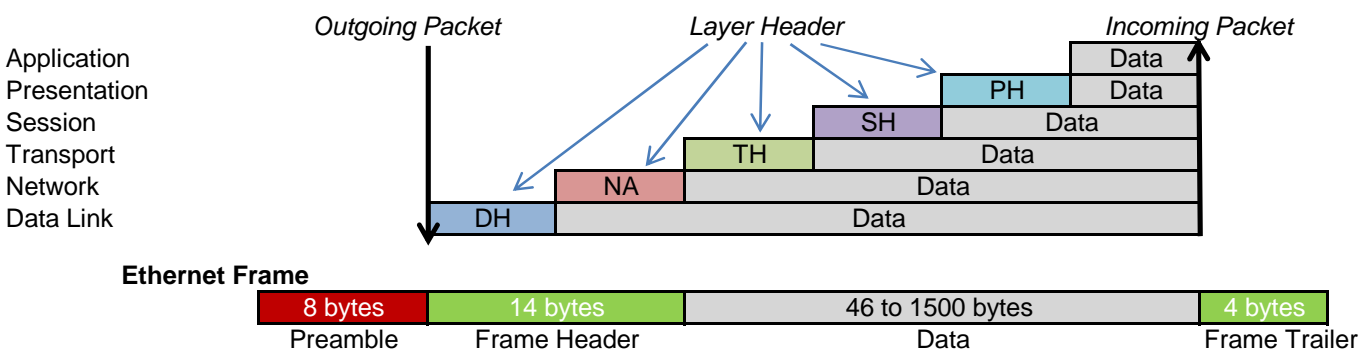 Outgoing Packet Layer Header Incoming Packet
Application Data
Presentation PH Data
Session SH Data
Transport TH Data
Network NA Data
Data Link DH Data
Ethernet Frame
8 bytes 14 bytes 46 to 1500 bytes 4 bytes
Preamble Frame Header Data Frame Trailer